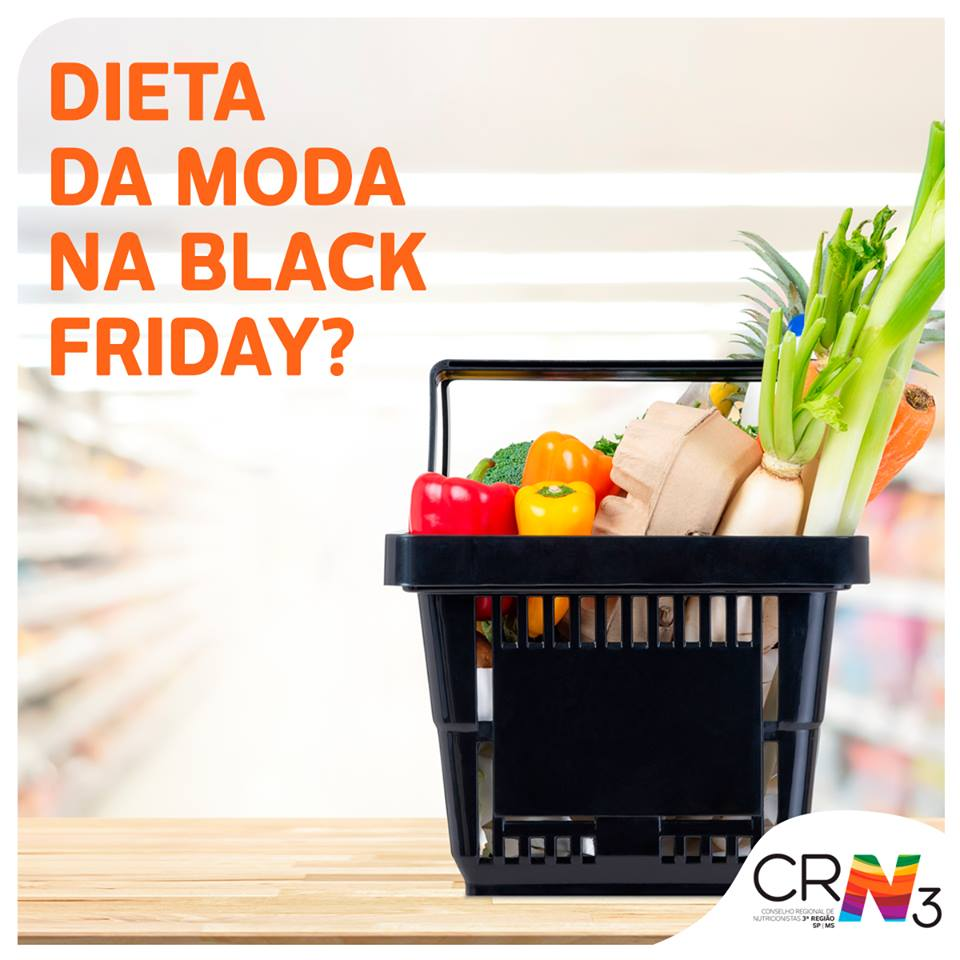 DIETA
DA MODA
NA BLACK
FRIDAY?
CRN3
CONSELHO REGIONAL DE
NUTRICIONISTAS 3ª REGIÃO
SP | MS